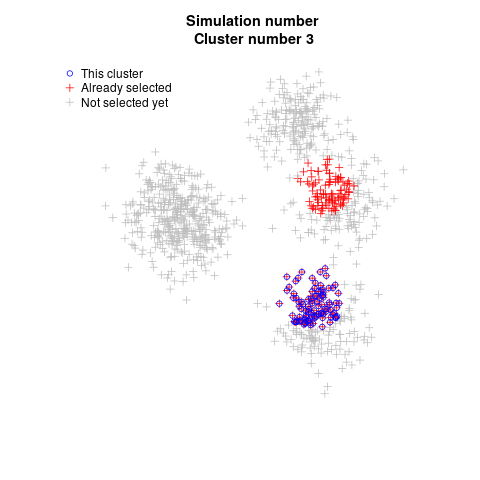 Simulation number
Cluster number 3
This cluster
Already selected
Not selected yet